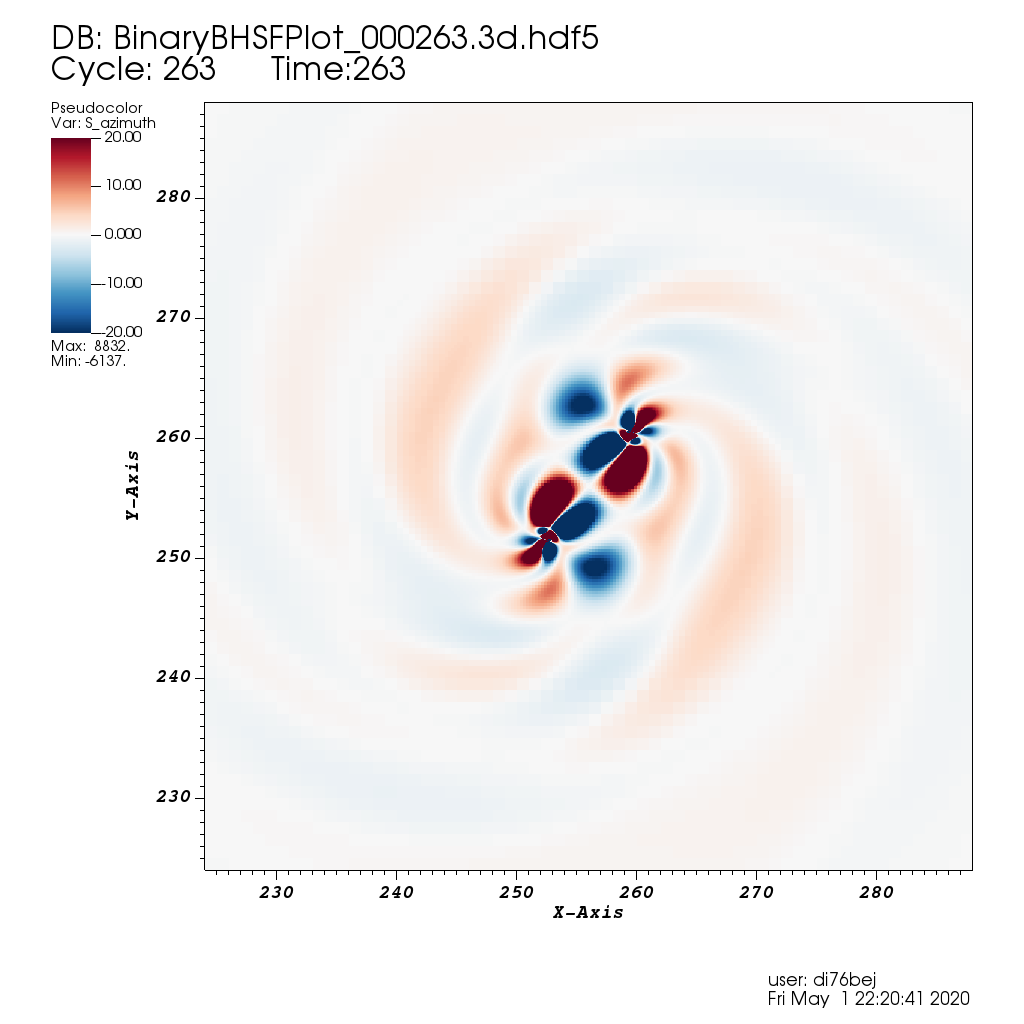 DB: BinaryBHSFPlot_000263.3d.hdf5
Cycle: 263 Time:263
Pseudocolor
Var: S_azimuth
20.00
10.00
0.000
-10.00
-20.00
Max: 8832.
Min: -6137.
280
270
260
250
240
230
Y-Axis
230 240 250 260 270 280
X-Axis
user: di76bej
Fri May 1 22:20:41 2020